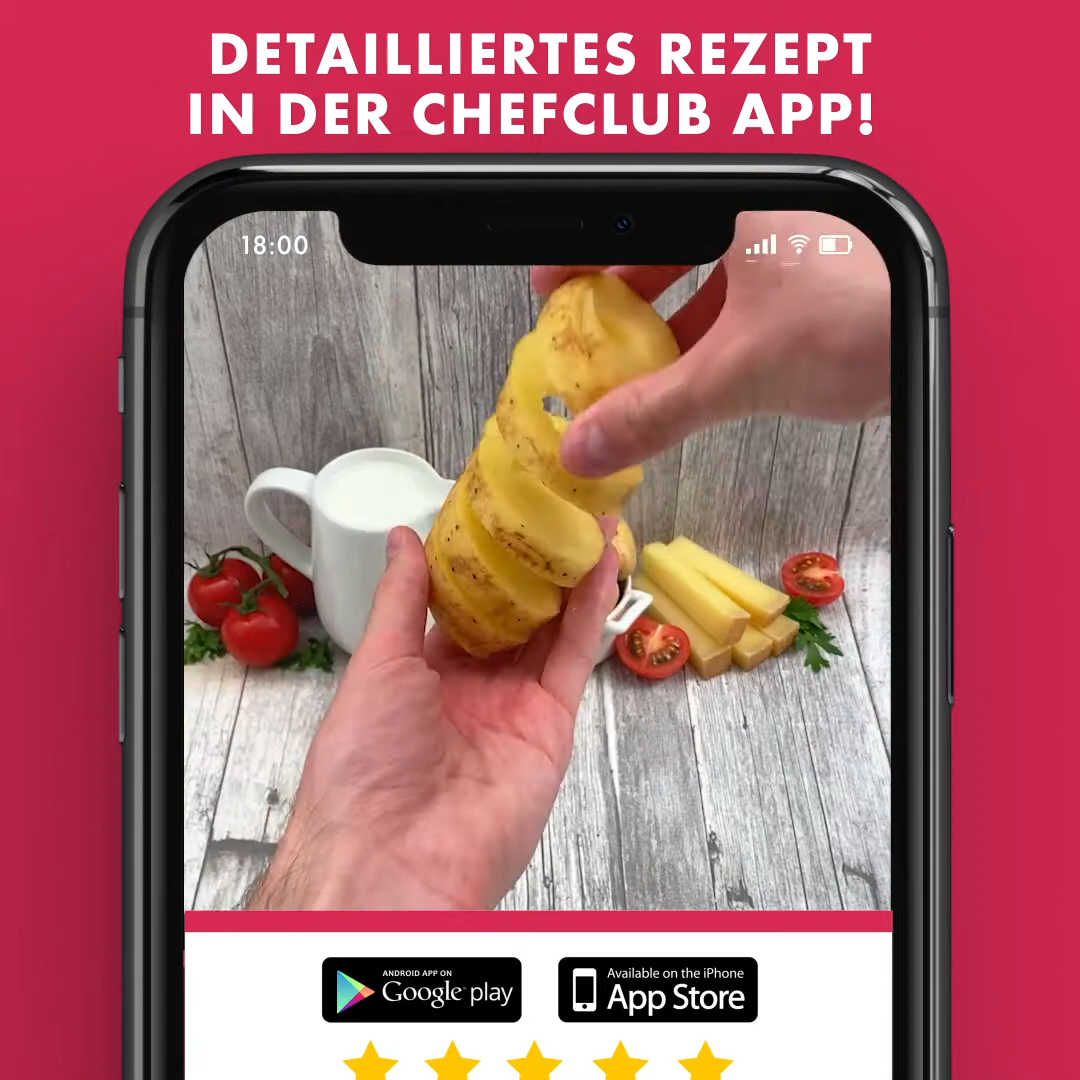 DETAILLIERTES REZEPT
IN DER CHEFCLUB APP!
18:00
ANDROID APP ON
Google play
Available on the iPhone
App Store